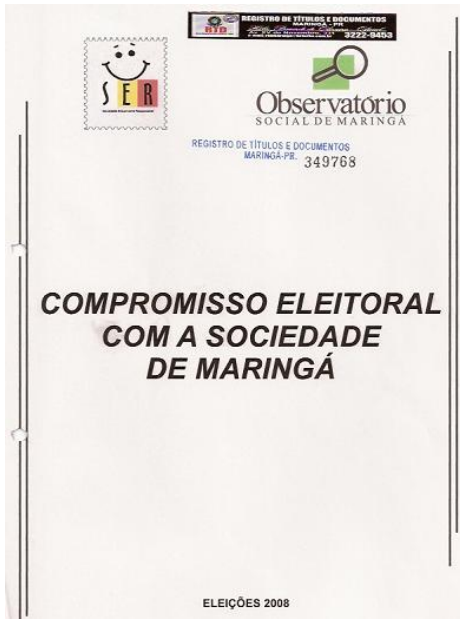 REGISTRO DE TÍTULOS E DOCUMENTOS
MARINGÁ - PR
RTD
3222-9453
SER
Observatório
SOCIAL DE MARINGÁ
REGISTRO DE TÍTULOS E DOCUMENTOS
MARINGÁ-PR. 349768
COMPROMISSO ELEITORAL
COM A SOCIEDADE
DE MARINGÁ
ELEIÇÕES 2008